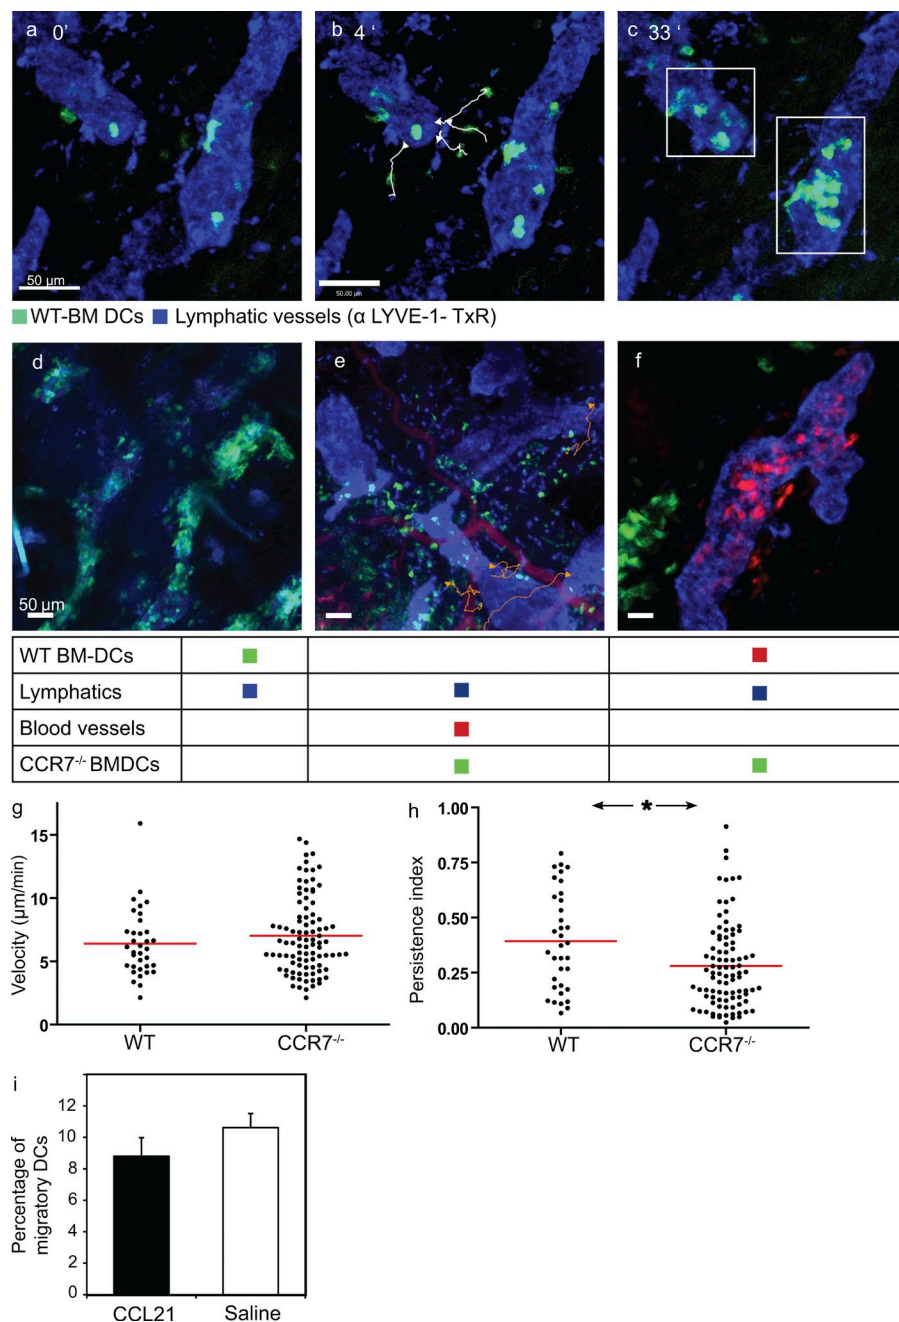 a 0'
b 4 '
c 33 '
50 µm
50.00 µm
WT-BM DCs Lymphatic vessels (α LYVE-1- TxR)
d
e
f
50 µm
WT BM-DCs
Lymphatics
Blood vessels
CCR7-/- BMDCs
g
15
10
5
0
Velocity (µm/min)
WT
CCR7-/-
h
*
1.00
0.75
0.50
0.25
0.00
Persistence index
WT
CCR7-/-
i
12
10
8
6
4
2
0
Percentage of
migratory DCs
CCL21
Saline